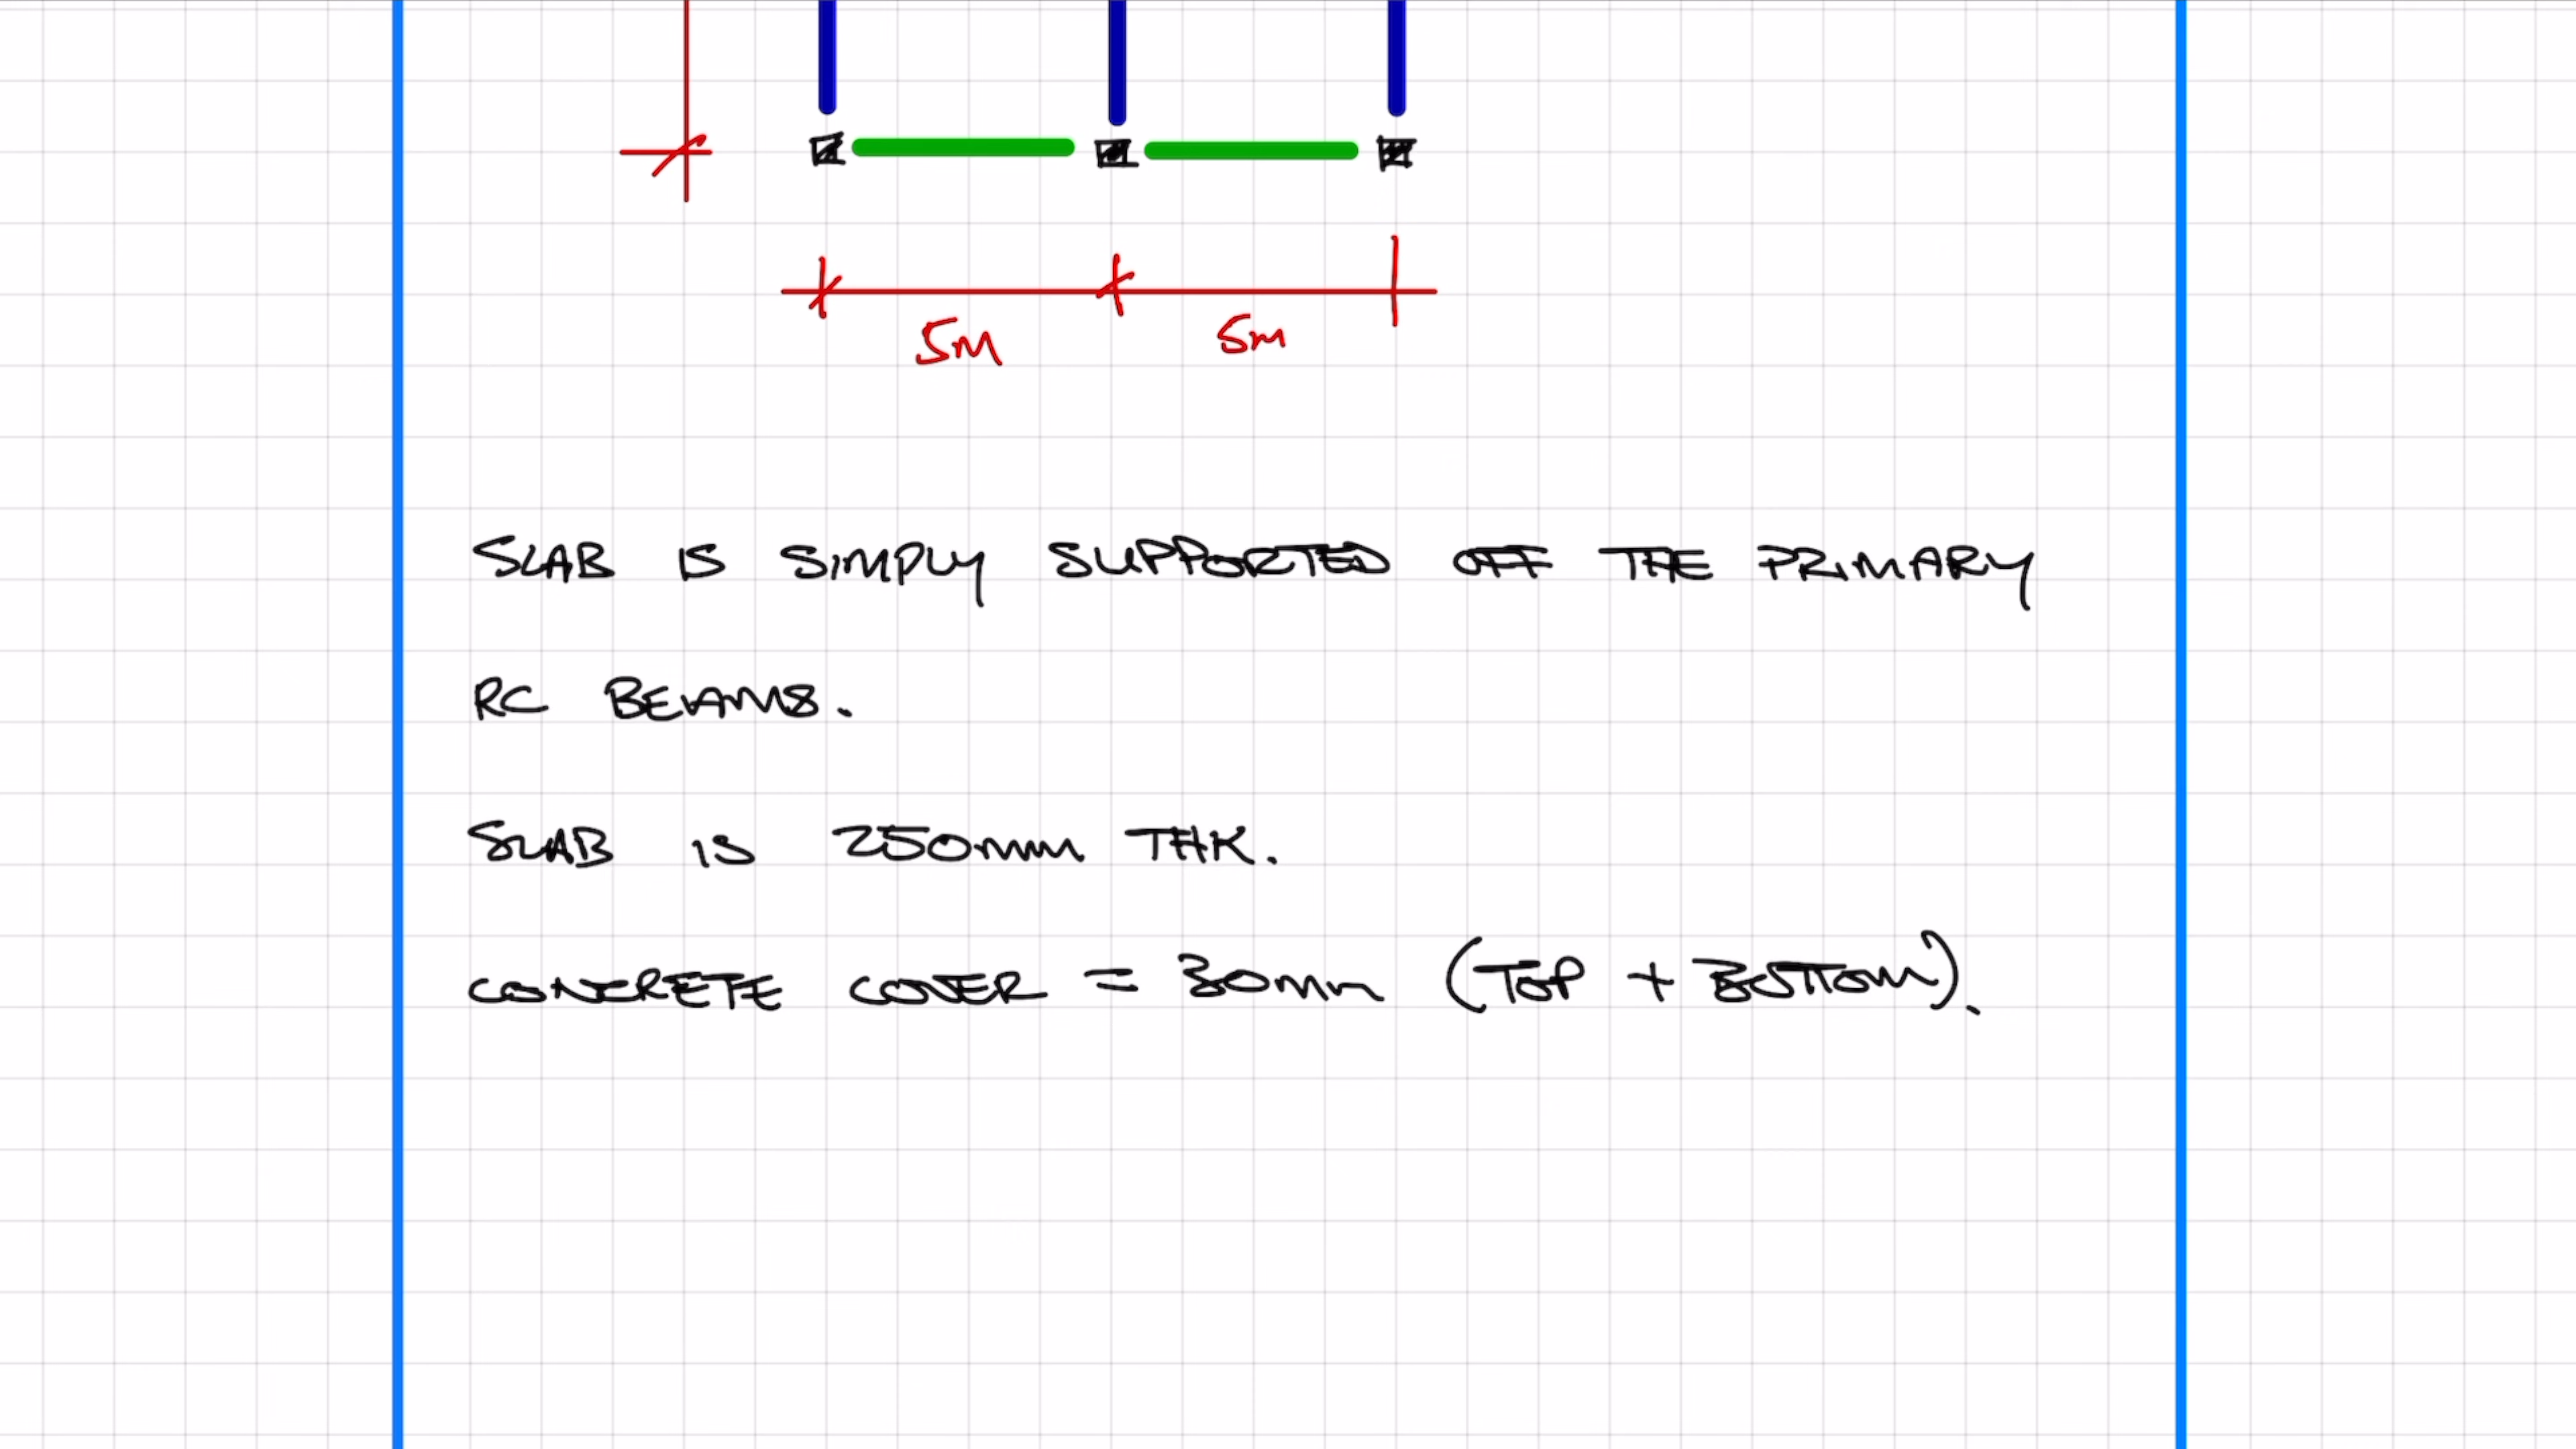 5m 5m
SLAB IS SIMPLY SUPPORTED OFF THE PRIMARY
RC BEAMS.
SLAB IS 250mm THK.
CONCRETE COVER = 30mm (TOP + BOTTOM).